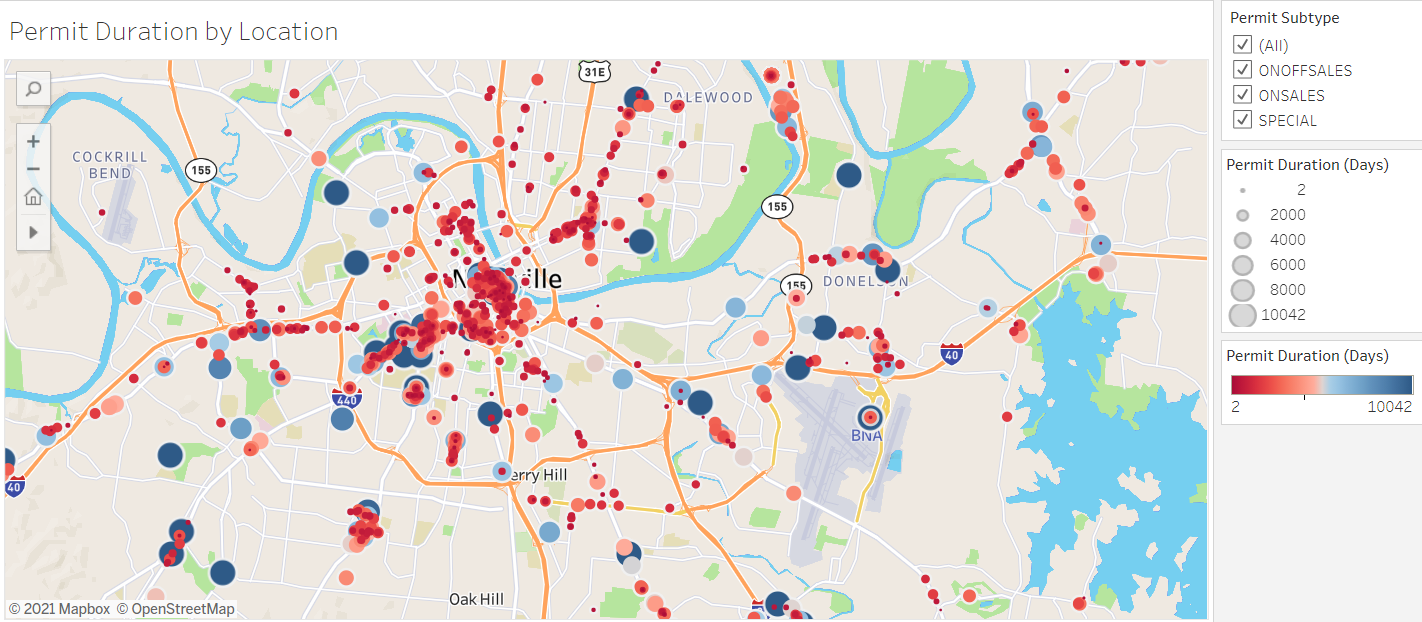 Permit Duration by Location
Permit Subtype
(All)
ONOFFSALES
ONSALES
SPECIAL
Permit Duration (Days)
2
2000
4000
6000
8000
10042
Permit Duration (Days)
2
10042
31E
DALEWOOD
COCKRILL
BEND
155
155
155
DONELSON
40
440
BNA
40
erry Hill
Oak Hill
© 2021 Mapbox © OpenStreetMap